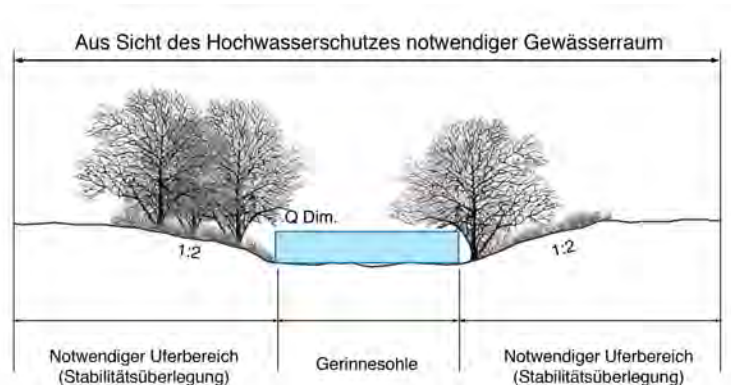 Aus Sicht des Hochwasserschutzes notwendiger Gewässerraum
Q Dim.
1:2
1:2
Notwendiger Uferbereich
(Stabilitätsüberlegung)
Gerinnesohle
Notwendiger Uferbereich
(Stabilitätsüberlegung)